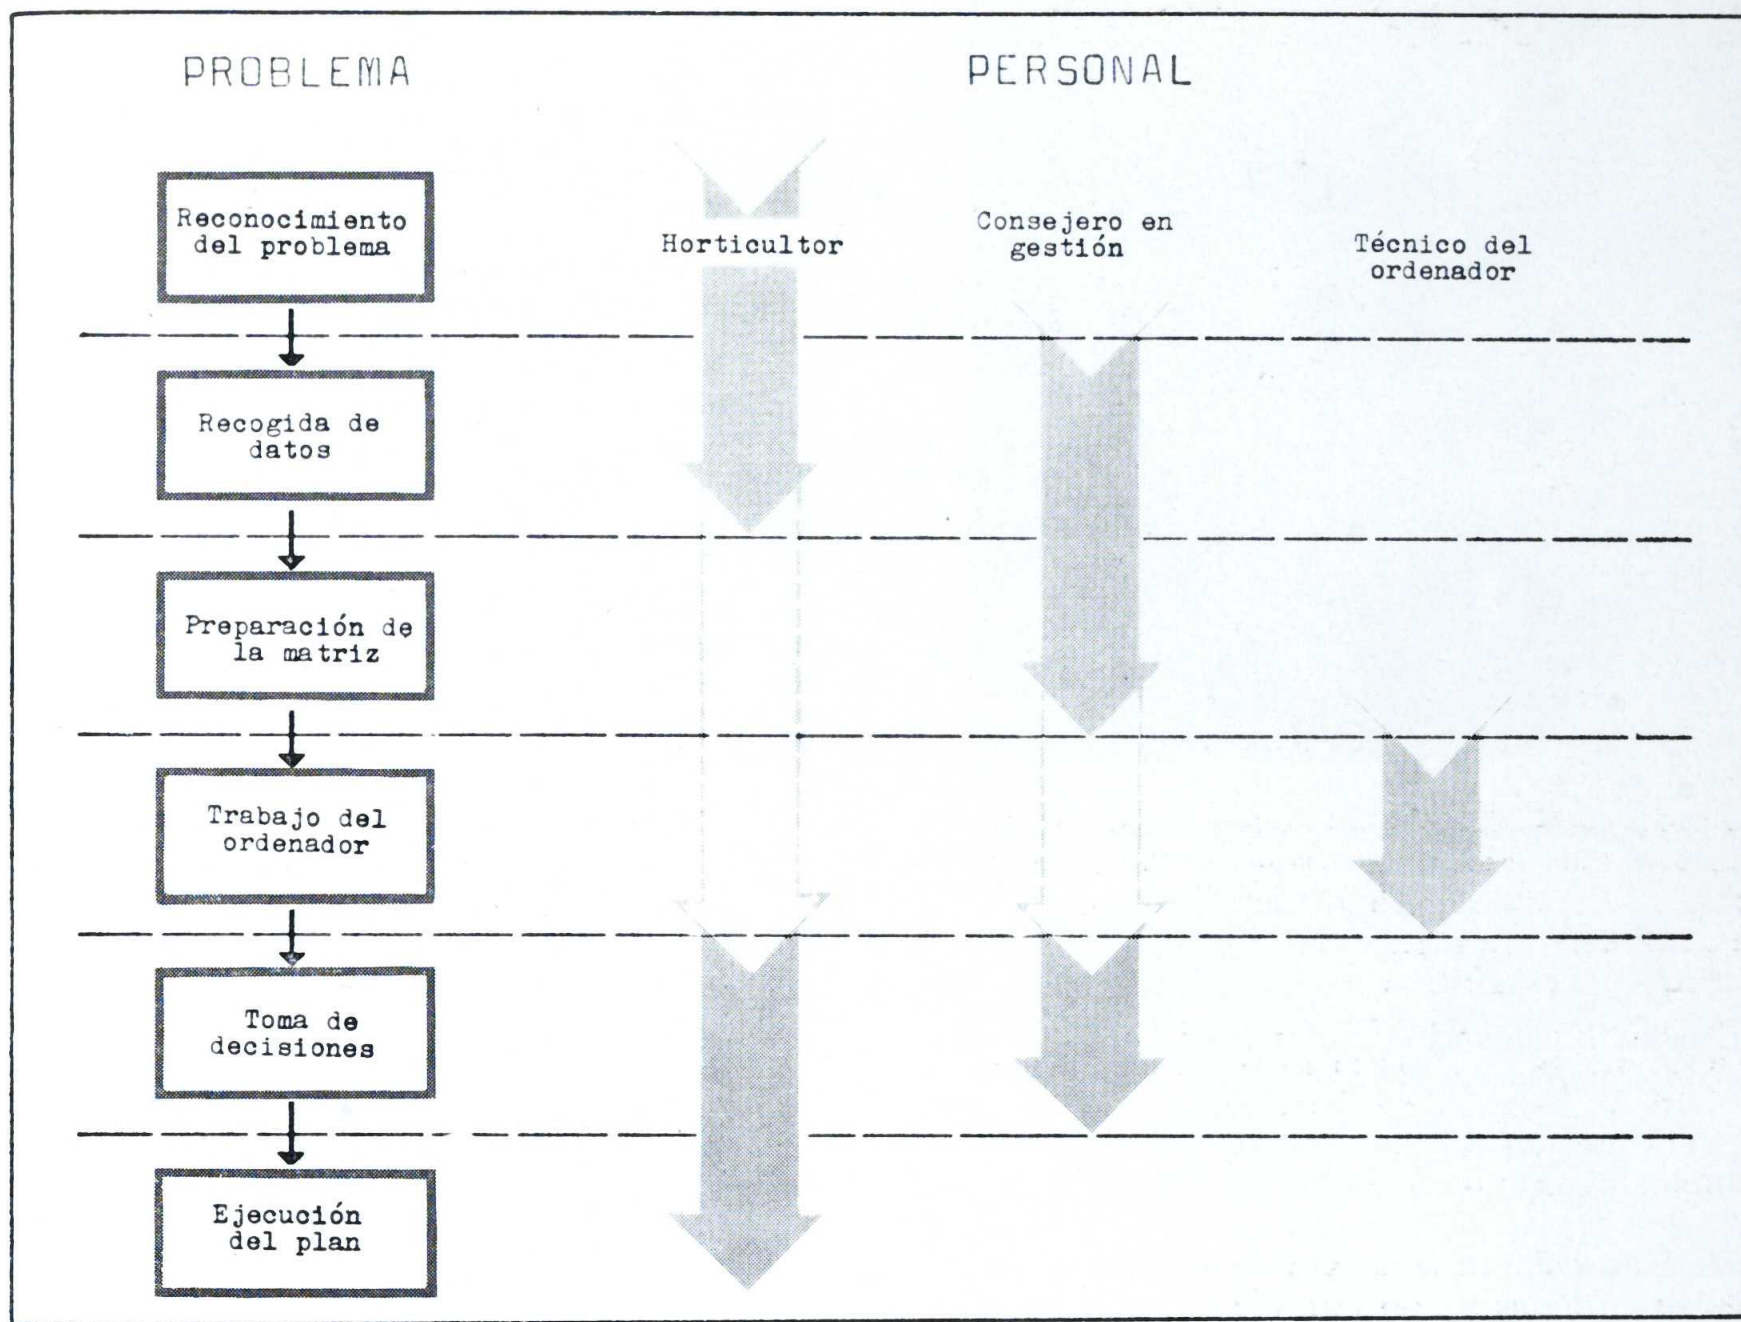 PROBLEMA
PERSONAL
Reconocimiento
del problema
Horticultor
Consejero en
gestión
Técnico del
ordenador
Recogida de
datos
Preparación de
la matriz
Trabajo del
ordenador
Toma de
decisiones
Ejecución
del plan